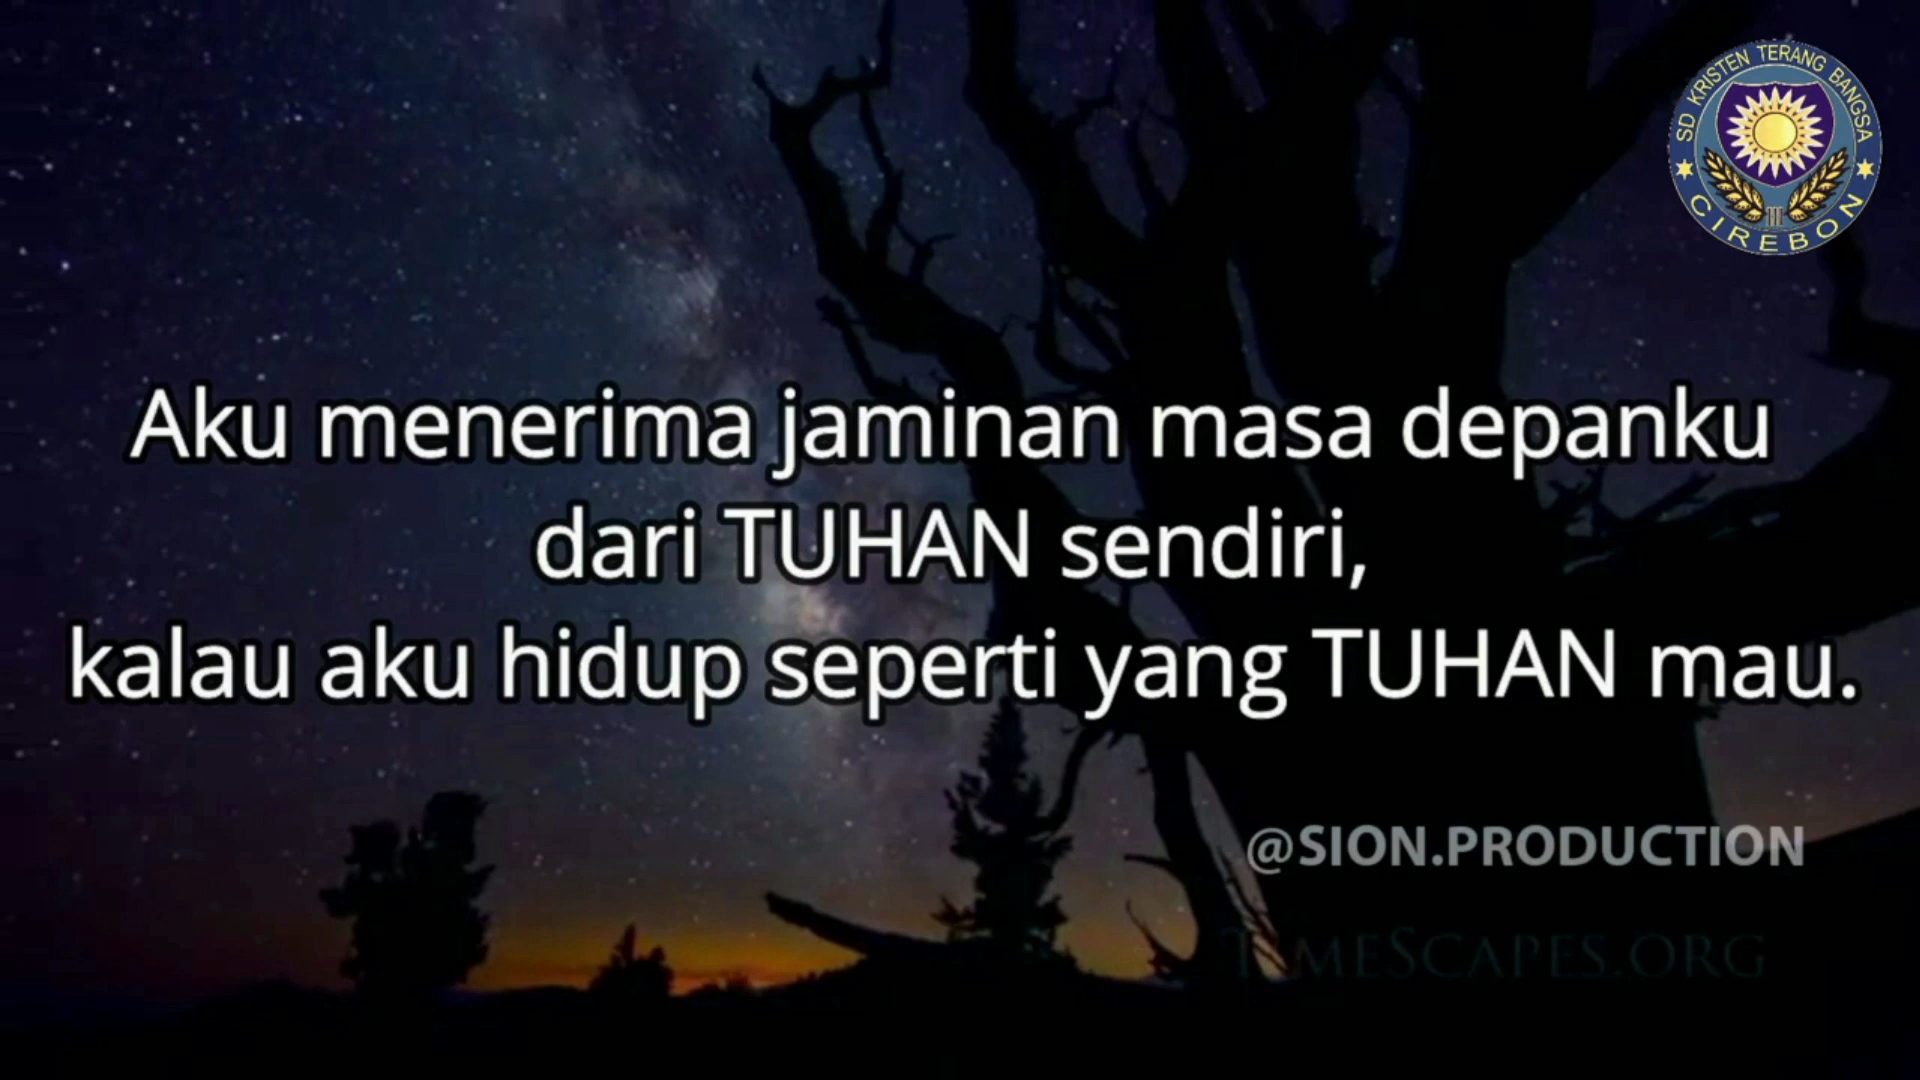 SD KRISTEN TERANG BANGSA
CIREBON
Aku menerima jaminan masa depanku
dari TUHAN sendiri,
kalau aku hidup seperti yang TUHAN mau.
@SION.PRODUCTION
TIMESCAPES.ORG